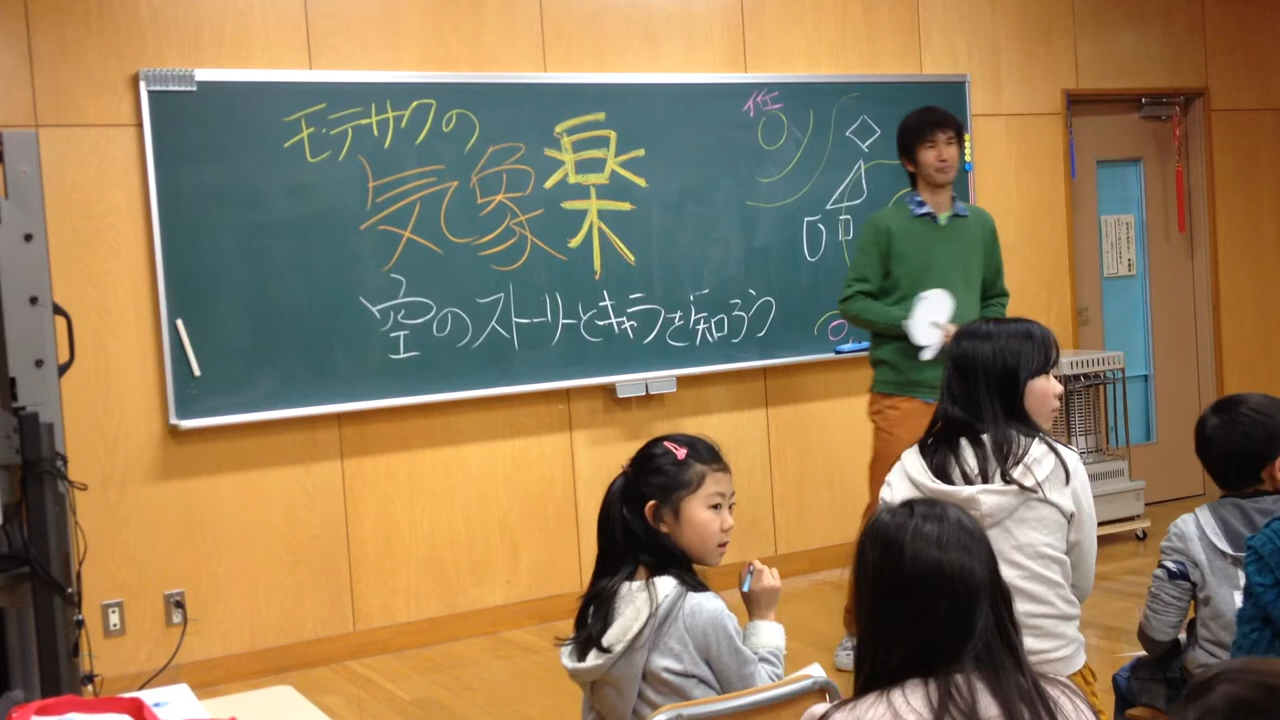 モ・テサクの
気象楽
空のストーリーとキャラを知ろう
低